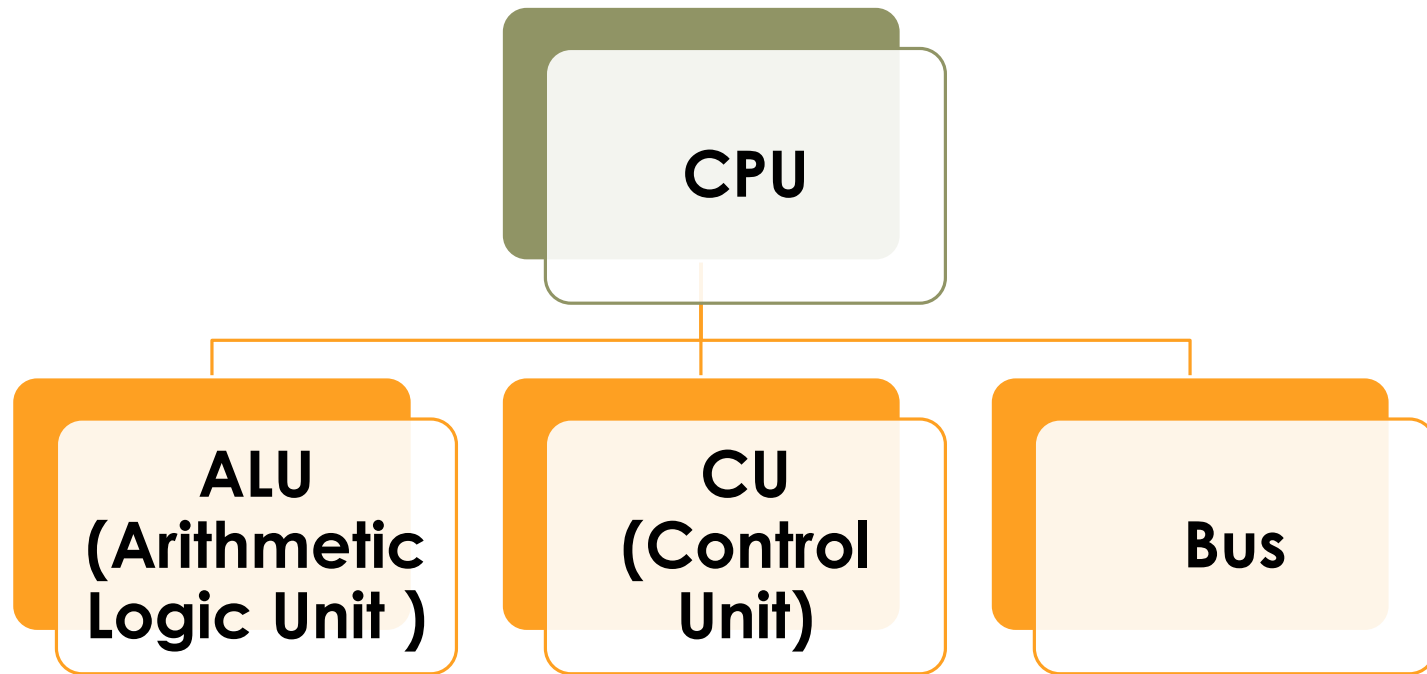 CPU
ALU
(Arithmetic
Logic Unit )
CU
(Control
Unit)
Bus